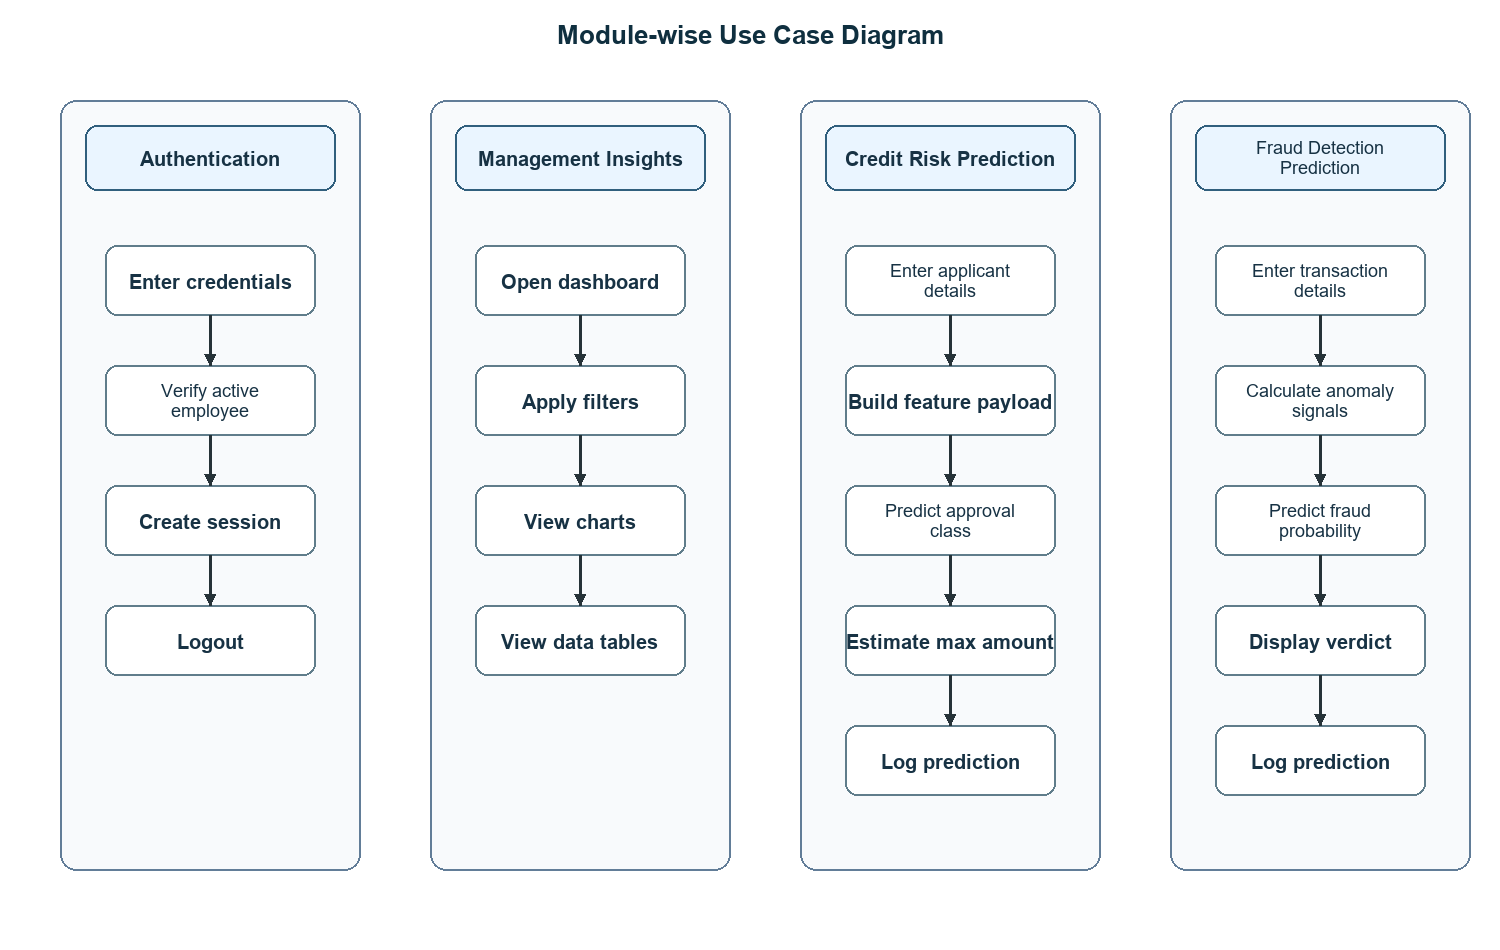 Module-wise Use Case Diagram
Authentication
Enter credentials
Verify active
employee
Create session
Logout
Management Insights
Open dashboard
Apply filters
View charts
View data tables
Credit Risk Prediction
Enter applicant
details
Build feature payload
Predict approval
class
Estimate max amount
Log prediction
Fraud Detection
Prediction
Enter transaction
details
Calculate anomaly
signals
Predict fraud
probability
Display verdict
Log prediction